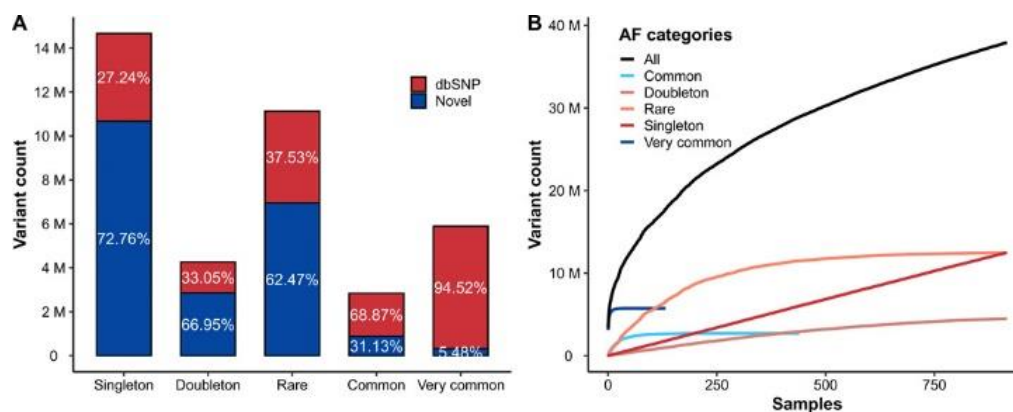 A
Variant count
14 M
12 M
10 M
8 M
6 M
4 M
2 M
0
27.24%
72.76%
33.05%
66.95%
37.53%
62.47%
68.87%
31.13%
94.52%
5.48%
dbSNP
Novel
Singleton
Doubleton
Rare
Common
Very common
B
Variant count
40 M
30 M
20 M
10 M
0
AF categories
All
Common
Doubleton
Rare
Singleton
Very common
0
250
500
750
Samples